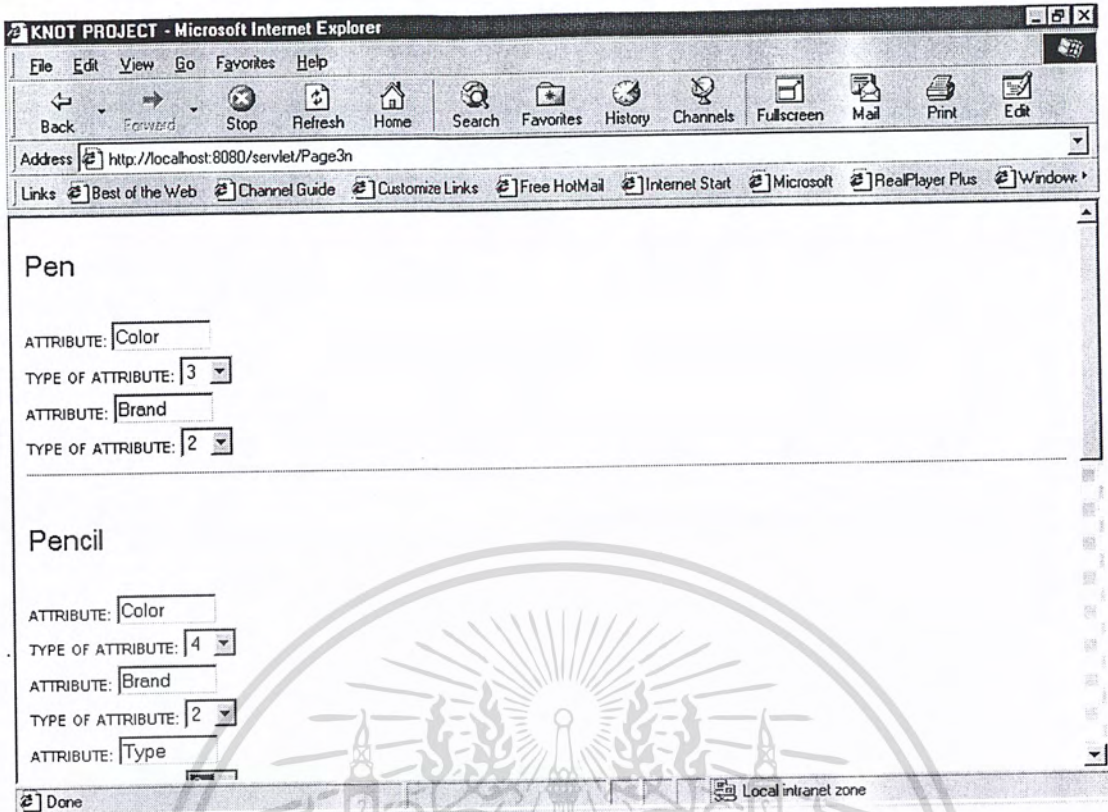 KNOT PROJECT - Microsoft Internet Explorer
File Edit View Go Favorites Help
Back Forward Stop Refresh Home Search Favorites History Channels Fullscreen Mail Print Edit
Address http://localhost:8080/servlet/Page3n
Links Best of the Web Channel Guide Customize Links Free HotMail Internet Start Microsoft RealPlayer Plus Window
Pen
ATTRIBUTE: Color
TYPE OF ATTRIBUTE: 3
ATTRIBUTE: Brand
TYPE OF ATTRIBUTE: 2
Pencil
ATTRIBUTE: Color
TYPE OF ATTRIBUTE: 4
ATTRIBUTE: Brand
TYPE OF ATTRIBUTE: 2
ATTRIBUTE: Type
Done Local intranet zone